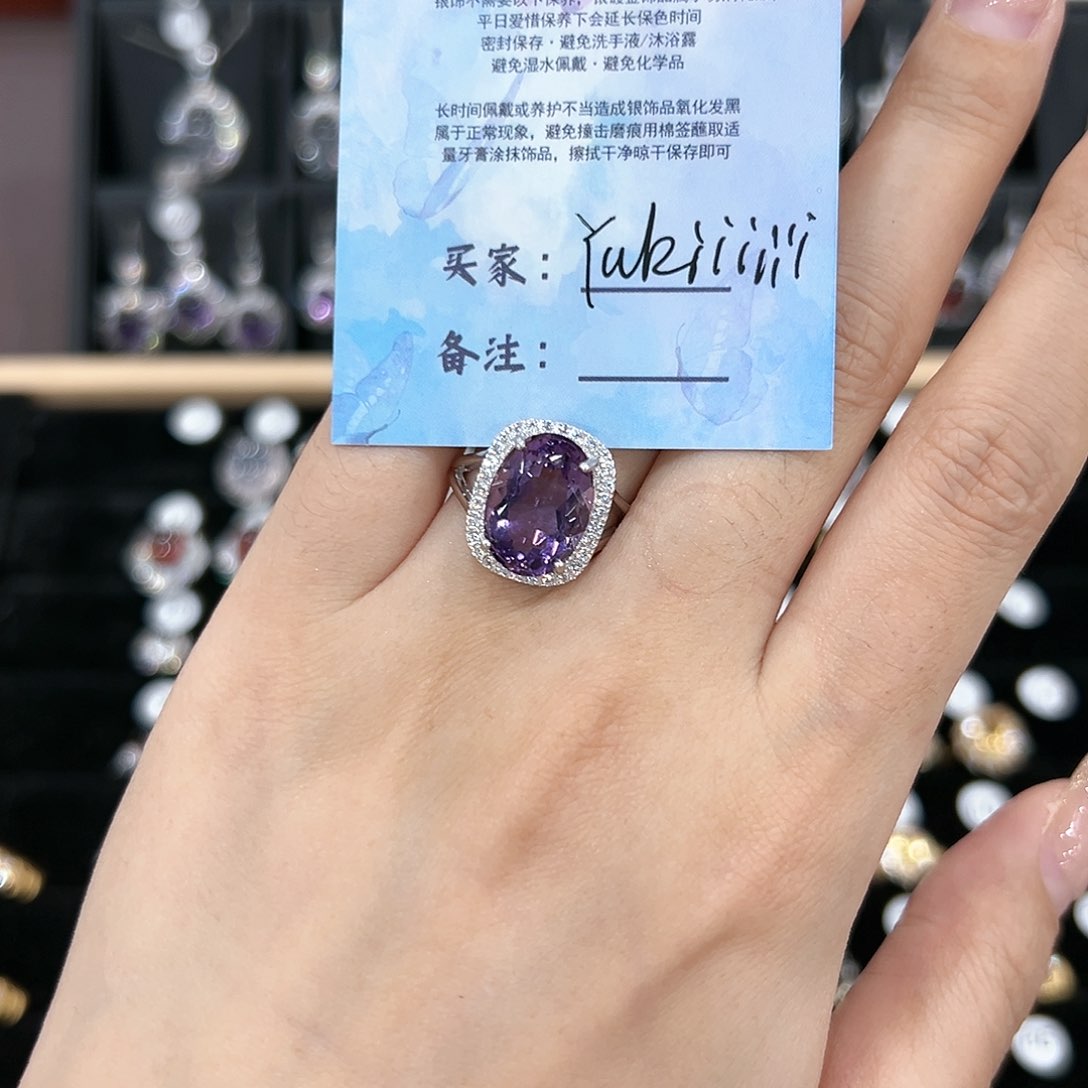 平日爱惜保养下会延长保色时间
密封保存·避免洗手液/沐浴露
避免湿水佩戴·避免化学品
长时间佩戴或养护不当造成银饰品氧化发黑
属于正常现象，避免撞击磨痕用棉签蘸取适
量牙膏涂抹饰品，擦拭干净晾干保存即可
买家：Yukiiiiiii
备注：